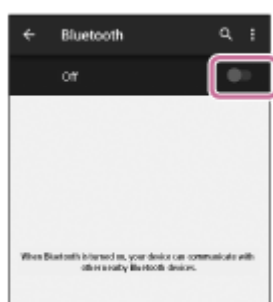 Bluetooth
Off
When Bluetooth is turned on, your device can communicate with
other nearby Bluetooth devices.